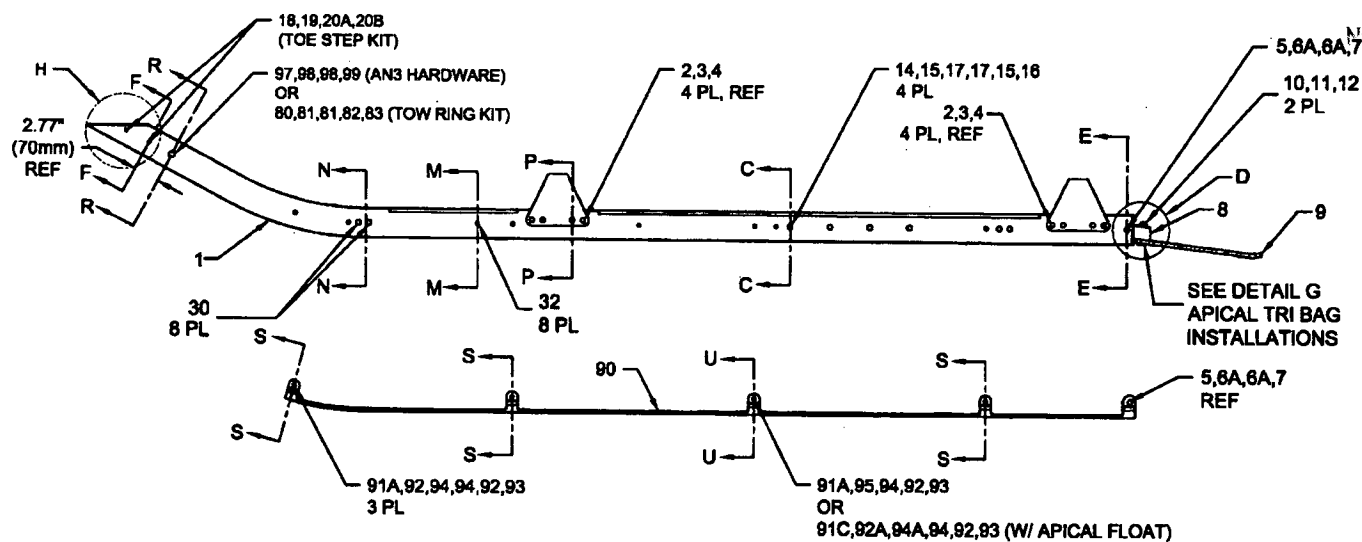 18,19,20A,20B
(TOE STEP KIT)
H
R
F
97,98,98,99 (AN3 HARDWARE)
OR
80,81,81,82,83 (TOW RING KIT)
2.77"
(70mm)
REF
F
R
2,3,4
4 PL, REF
14,15,17,17,15,16
4 PL
2,3,4
4 PL, REF
N
5,6A,6A,7
10,11,12
2 PL
E
D
8
9
N
M
P
C
1
N
M
P
C
E
30
8 PL
32
8 PL
SEE DETAIL G
APICAL TRI BAG
INSTALLATIONS
S
S
90
U
S
5,6A,6A,7
REF
S
S
U
S
91A,92,94,94,92,93
3 PL
91A,95,94,92,93
OR
91C,92A,94A,94,92,93 (W/ APICAL FLOAT)